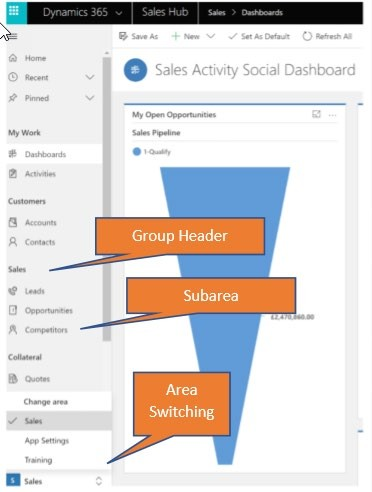 Dynamics 365 Sales Hub Sales > Dashboards
Save As + New Set As Default Refresh All
Home
Recent
Pinned
Sales Activity Social Dashboard
My Work
Dashboards
Activities
Customers
Accounts
Contacts
Sales
Leads
Opportunities
Competitors
Collateral
Quotes
Change area
Sales
App Settings
Training
S Sales
My Open Opportunities
Sales Pipeline
1-Qualify
£2,470,960.00
Group Header
Subarea
Area
Switching